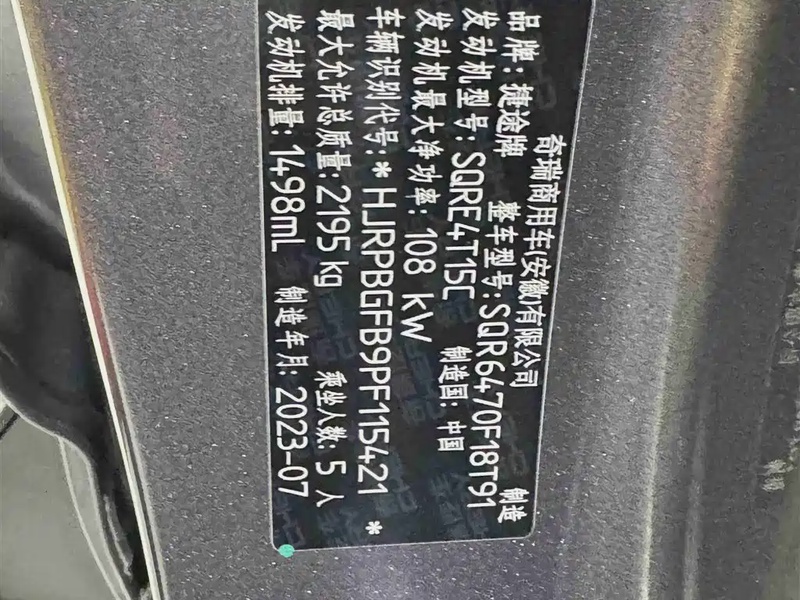 奇瑞商用车(安徽)有限公司 制造
品牌:捷途牌 整车型号:SQR6470F18T91
发动机型号:SQRE4T15C 制造国:中国
发动机最大净功率:108 kW
车辆识别代号:*HJRPBGFB9PF115421*
最大允许总质量:2195 kg 乘坐人数:5人
发动机排量:1498mL 制造年月:2023-07